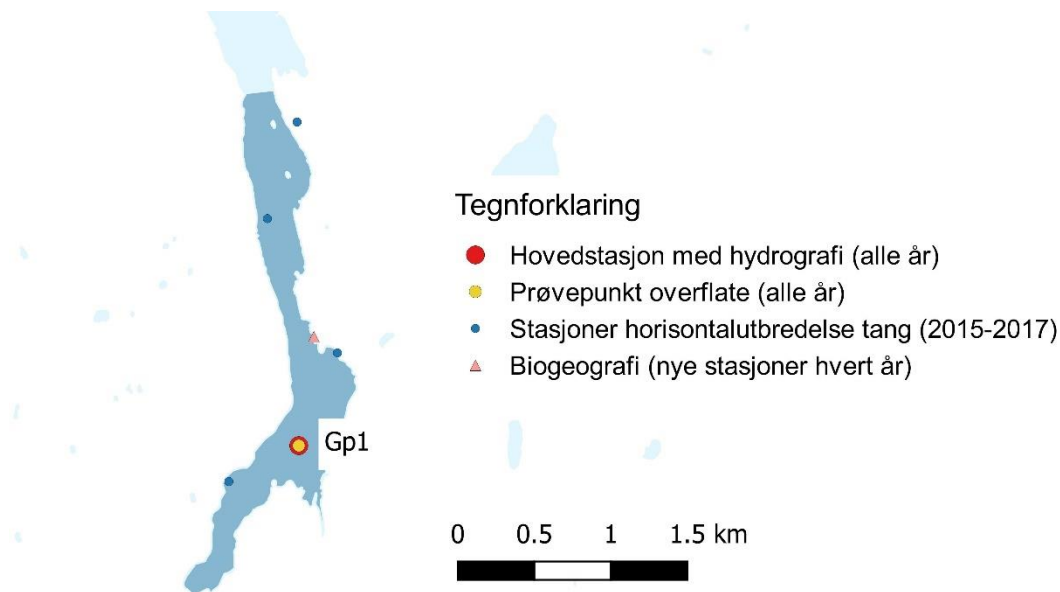 Tegnforklaring
Hovedstasjon med hydrografi (alle år)
Prøvepunkt overflate (alle år)
Stasjoner horisontalutbredelse tang (2015-2017)
Biogeografi (nye stasjoner hvert år)
Gp1
0 0.5 1 1.5 km